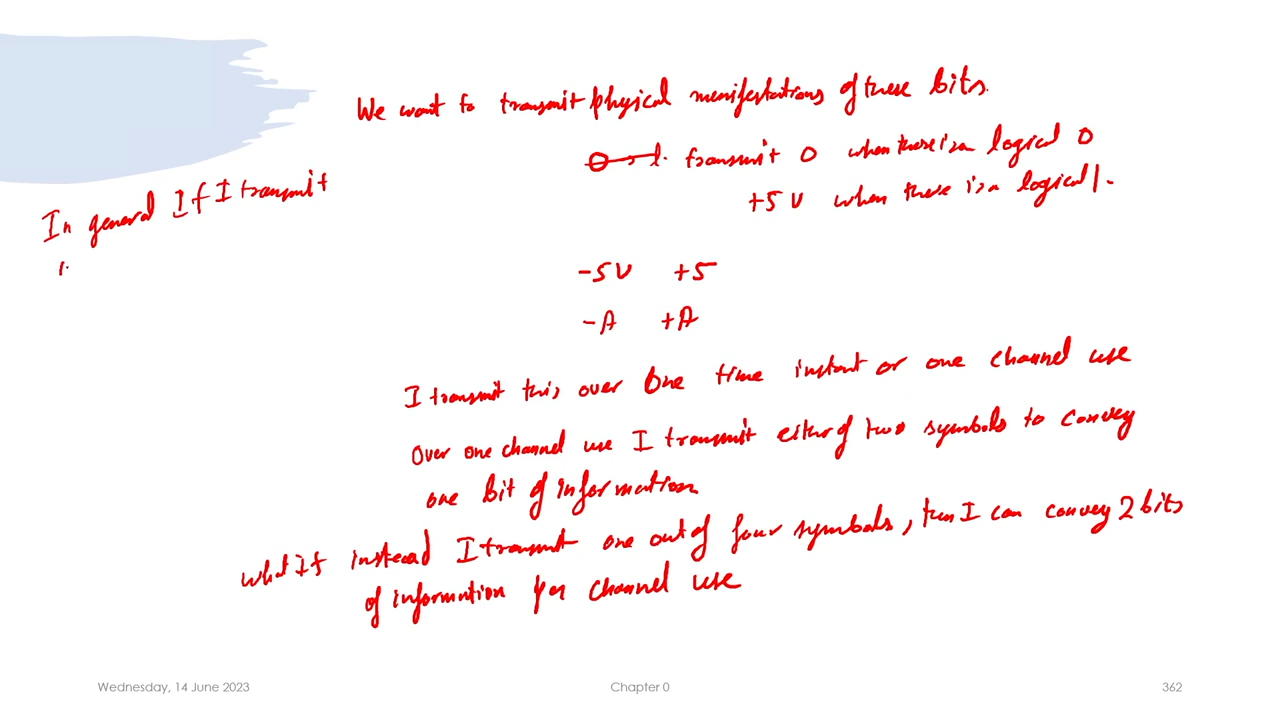 We want to transmit physical menifestations of these bits.
transmit 0 when there is a logical 0
+5 V when there is a logical 1.
In general If I transmit
-5V +5
-A +A
I transmit this over One time instant or one channel use
Over one channel use I transmit either of two symbols to convey
one bit of information
what if instead I transmit one out of four symbols, then I can convey 2 bits
of information per channel use
Wednesday, 14 June 2023 Chapter 0 362